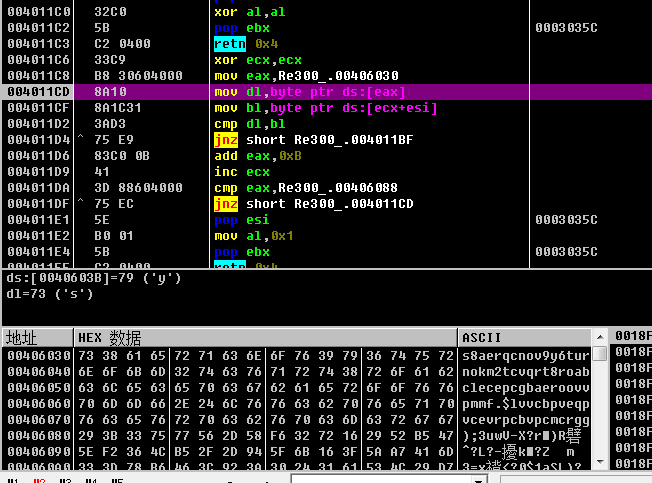 004011C0 32C0 xor al,al
004011C2 5B pop ebx 0003035C
004011C3 C2 0400 retn 0x4
004011C6 33C9 xor ecx,ecx
004011C8 B8 30604000 mov eax,Re300_.00406030
004011CD 8A10 mov dl,byte ptr ds:[eax]
004011CF 8A1C31 mov bl,byte ptr ds:[ecx+esi]
004011D2 3AD3 cmp dl,bl
004011D4 ^ 75 E9 jnz short Re300_.004011BF
004011D6 83C0 0B add eax,0xB
004011D9 41 inc ecx
004011DA 3D 88604000 cmp eax,Re300_.00406088
004011DF ^ 75 EC jnz short Re300_.004011CD
004011E1 5E pop esi 0003035C
004011E2 B0 01 mov al,0x1
004011E4 5B pop ebx 0003035C
ds:[0040603B]=79 ('y')
dl=73 ('s')
地址 HEX 数据 ASCII 0018F
00406030 73 38 61 65 72 71 63 6E 6F 76 39 79 36 74 75 72 s8aerqcnov9y6tur 0018F
00406040 6E 6F 6B 6D 32 74 63 76 71 72 74 38 72 6F 61 62 nokm2tcvqrt8roab 0018F
00406050 63 6C 65 63 65 70 63 67 62 61 65 72 6F 6F 76 76 clecepcgbaeroovv 0018F
00406060 70 6D 6D 66 2E 24 6C 76 76 63 62 70 76 65 71 70 pmmf.$lvvcbpveqp 0018F
00406070 76 63 65 76 72 70 63 62 76 70 6D 63 72 67 67 vcevrpcbvpmcrgg 0018F
00406080 29 3B 33 75 77 56 2D 58 F6 32 72 16 29 52 B5 47 0018F
00406090 5E F2 36 4C B5 2F 2D 94 5F 6B 16 3F 5A A7 41 6D 0018F